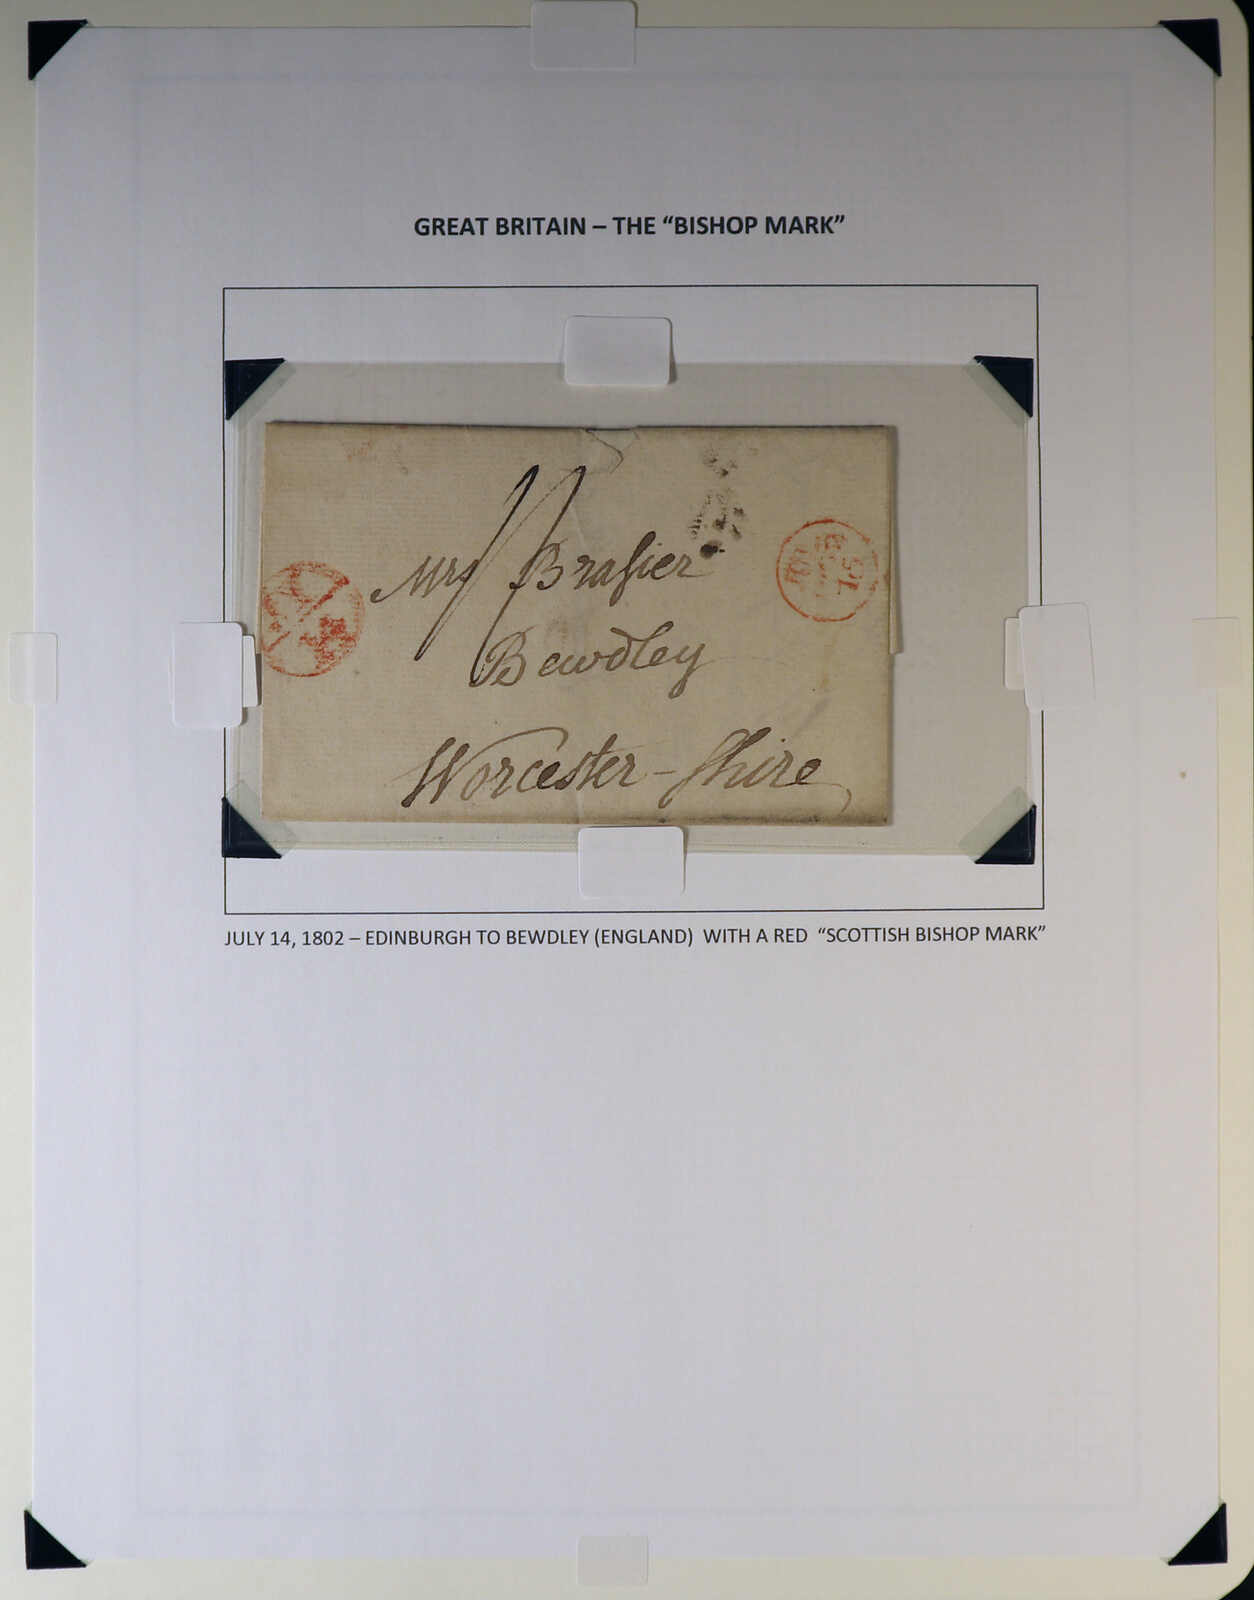 GREAT BRITAIN – THE “BISHOP MARK”
Mrs Brasier
Bewdley
Worcester-Shire
JULY 14, 1802 – EDINBURGH TO BEWDLEY (ENGLAND) WITH A RED “SCOTTISH BISHOP MARK”